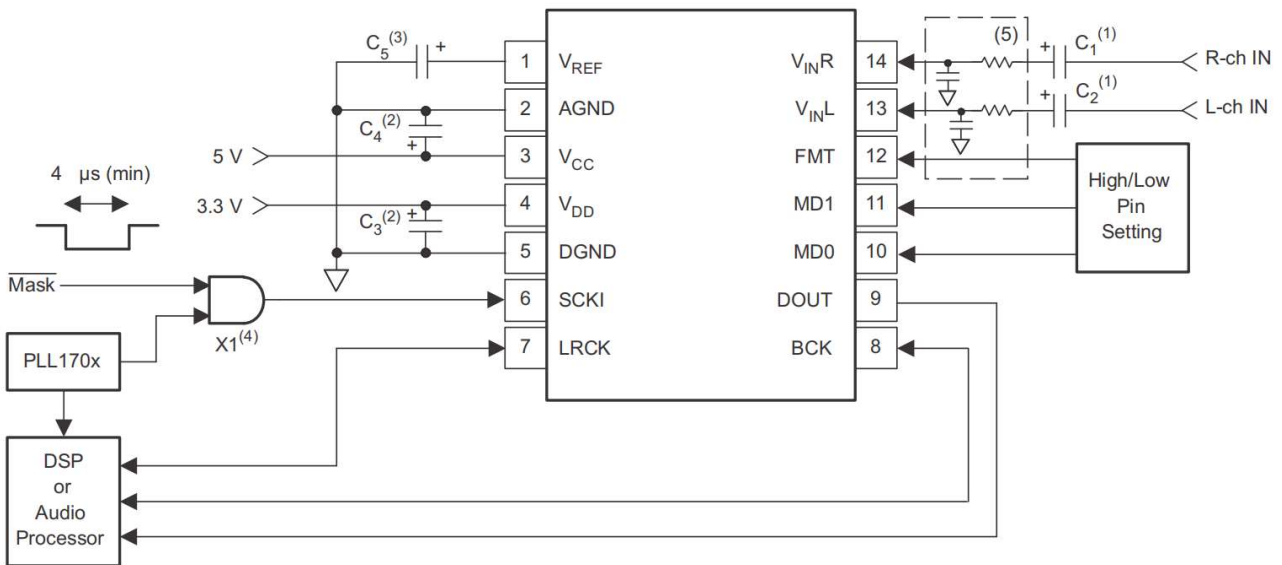 C5(3)
+
1
VREF
2
AGND
C4(2)
+
5 V
3
VCC
4 µs (min)
3.3 V
4
VDD
+
C3(2)
5
DGND
Mask
6
SCKI
X1(4)
7
LRCK
PLL170x
DSP
or
Audio
Processor
VINR
14
(5)
+
C1(1)
R-ch IN
VINL
13
+
C2(1)
L-ch IN
FMT
12
MD1
11
MD0
10
High/Low
Pin
Setting
DOUT
9
BCK
8